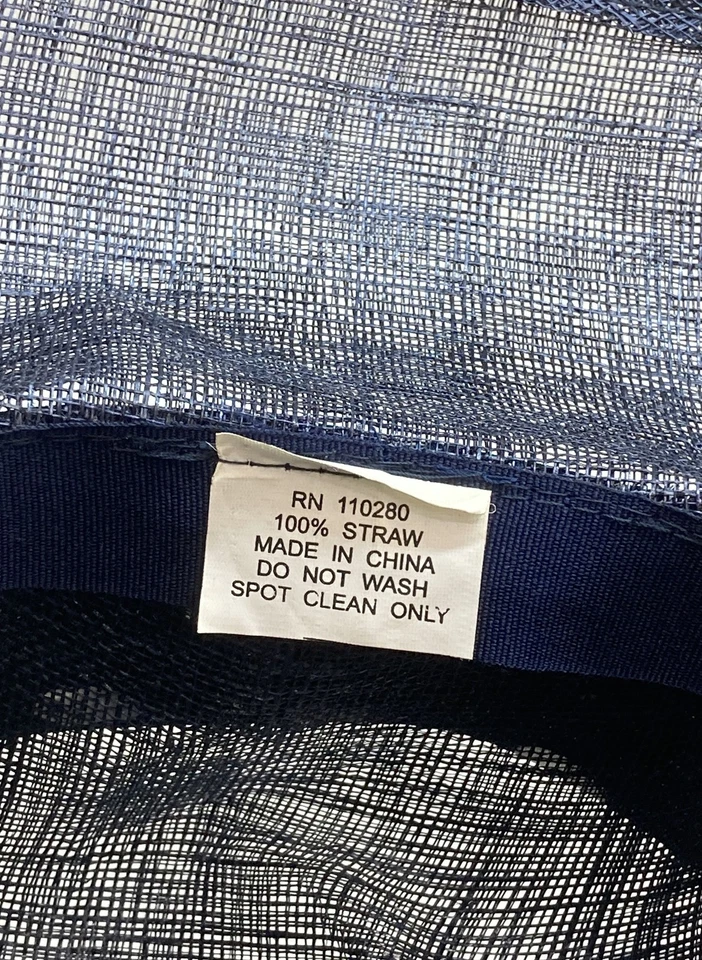 RN 110280
100% STRAW
MADE IN CHINA
DO NOT WASH
SPOT CLEAN ONLY